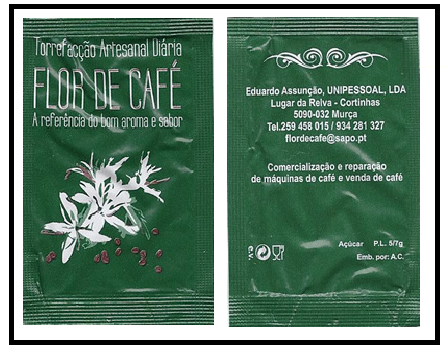 Torrefacção Artesanal Diária
FLOR DE CAFÉ
A referência do bom aroma e sabor
Eduardo Assunção, UNIPESSOAL, LDA
Lugar da Relva - Cortinhas
5090-032 Murça
Tel.259 458 015 / 934 281 327
flordecafe@sapo.pt
Comercialização e reparação
de máquinas de café e venda de café
Açúcar P.L. 5/7g
Emb. por: A.C.